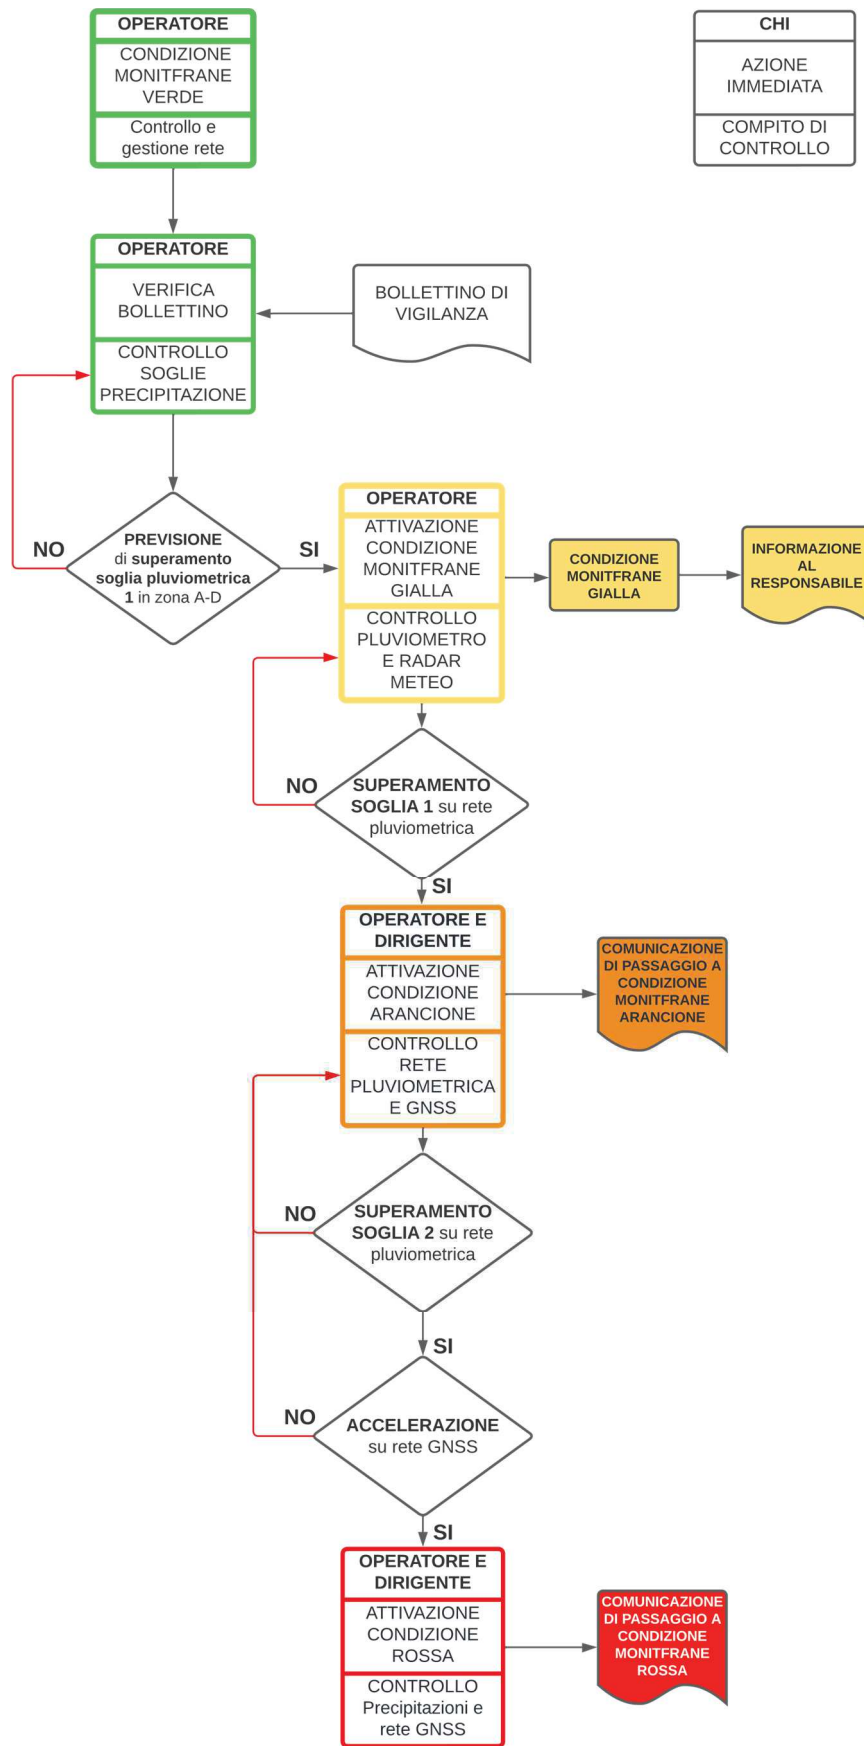 OPERATORE
CONDIZIONE
MONITFRANE
VERDE
Controllo e
gestione rete
CHI
AZIONE
IMMEDIATA
COMPITO DI
CONTROLLO
OPERATORE
VERIFICA
BOLLETTINO
CONTROLLO
SOGLIE
PRECIPITAZIONE
BOLLETTINO DI
VIGILANZA
PREVISIONE
di superamento
soglia pluviometrica
1 in zona A-D
NO
SI
OPERATORE
ATTIVAZIONE
CONDIZIONE
MONITFRANE
GIALLA
CONTROLLO
PLUVIOMETRO
E RADAR
METEO
CONDIZIONE
MONITFRANE
GIALLA
INFORMAZIONE
AL
RESPONSABILE
NO
SUPERAMENTO
SOGLIA 1 su rete
pluviometrica
SI
OPERATORE E
DIRIGENTE
ATTIVAZIONE
CONDIZIONE
ARANCIONE
CONTROLLO
RETE
PLUVIOMETRICA
E GNSS
COMUNICAZIONE
DI PASSAGGIO A
CONDIZIONE
MONITFRANE
ARANCIONE
NO
SUPERAMENTO
SOGLIA 2 su rete
pluviometrica
SI
NO
ACCELERAZIONE
su rete GNSS
SI
OPERATORE E
DIRIGENTE
ATTIVAZIONE
CONDIZIONE
ROSSA
CONTROLLO
Precipitazioni e
rete GNSS
COMUNICAZIONE
DI PASSAGGIO A
CONDIZIONE
MONITFRANE
ROSSA